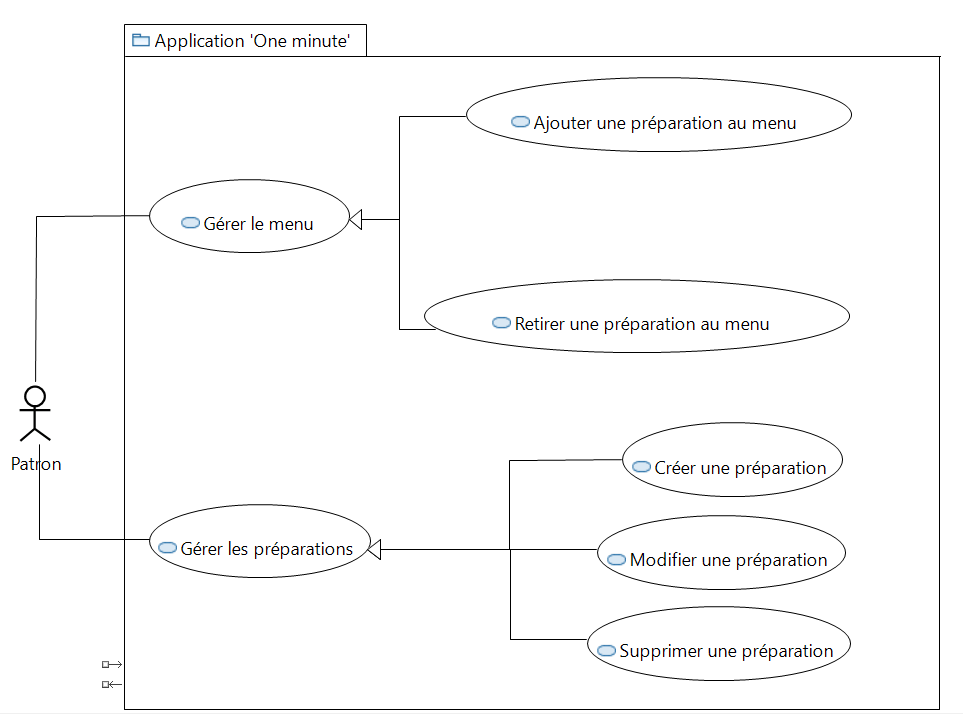 Application 'One minute'
Ajouter une préparation au menu
Gérer le menu
Retirer une préparation au menu
Patron
Créer une préparation
Gérer les préparations
Modifier une préparation
Supprimer une préparation